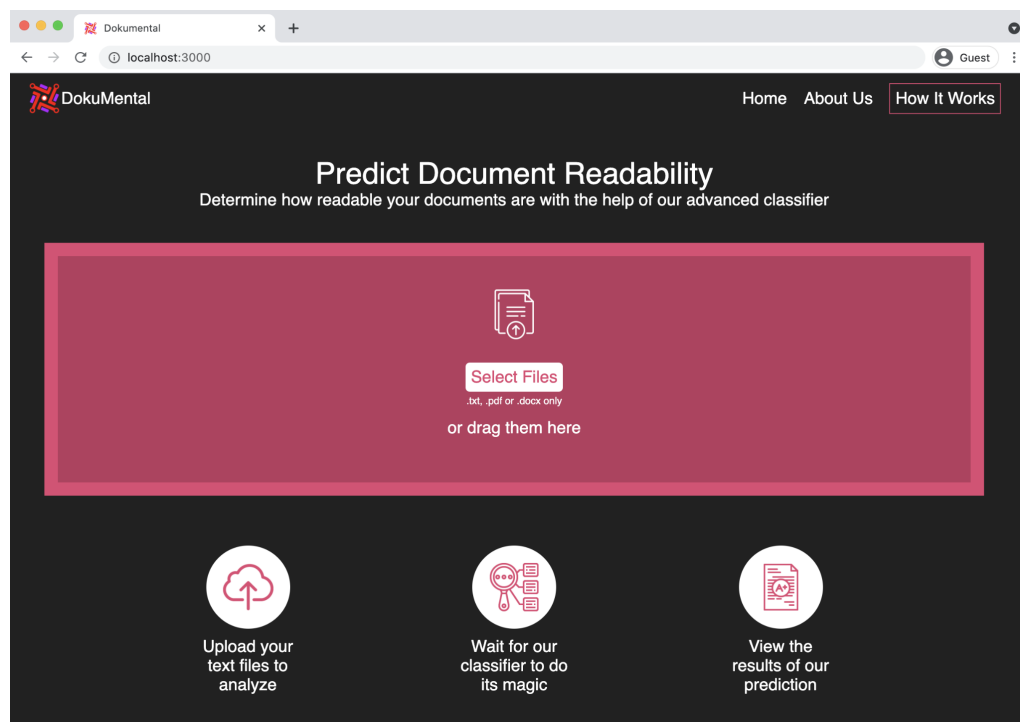 Dokumental
localhost:3000
Guest
DokuMental
Home About Us How It Works
Predict Document Readability
Determine how readable your documents are with the help of our advanced classifier
Select Files
.txt, .pdf or .docx only
or drag them here
Upload your
text files to
analyze
Wait for our
classifier to do
its magic
View the
results of our
prediction
A+